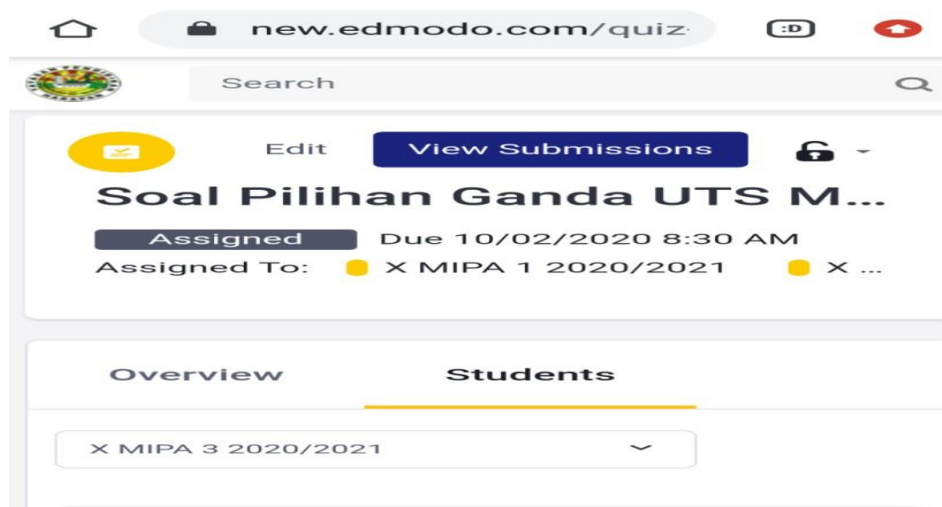 new.edmodo.com/quiz
:D
Search
Edit
View Submissions
Soal Pilihan Ganda UTS M...
Assigned
Due 10/02/2020 8:30 AM
Assigned To:
X MIPA 1 2020/2021
X ...
Overview
Students
X MIPA 3 2020/2021